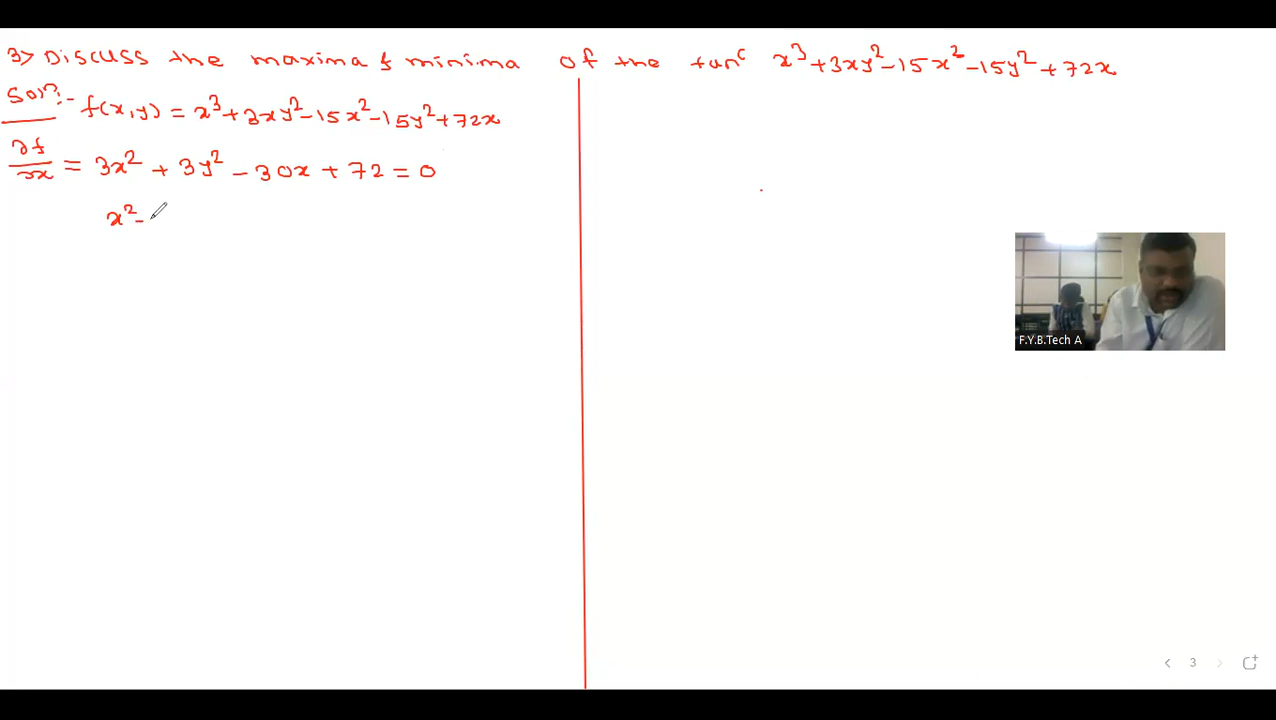 3> Discuss the maxima & minima of the funᶜ x³+3xy²-15x²-15y²+72x
Solⁿ:- f(x,y) = x³+3xy²-15x²-15y²+72x
∂f/∂x = 3x² + 3y² - 30x + 72 = 0
x² -
F.Y.B.Tech A
3